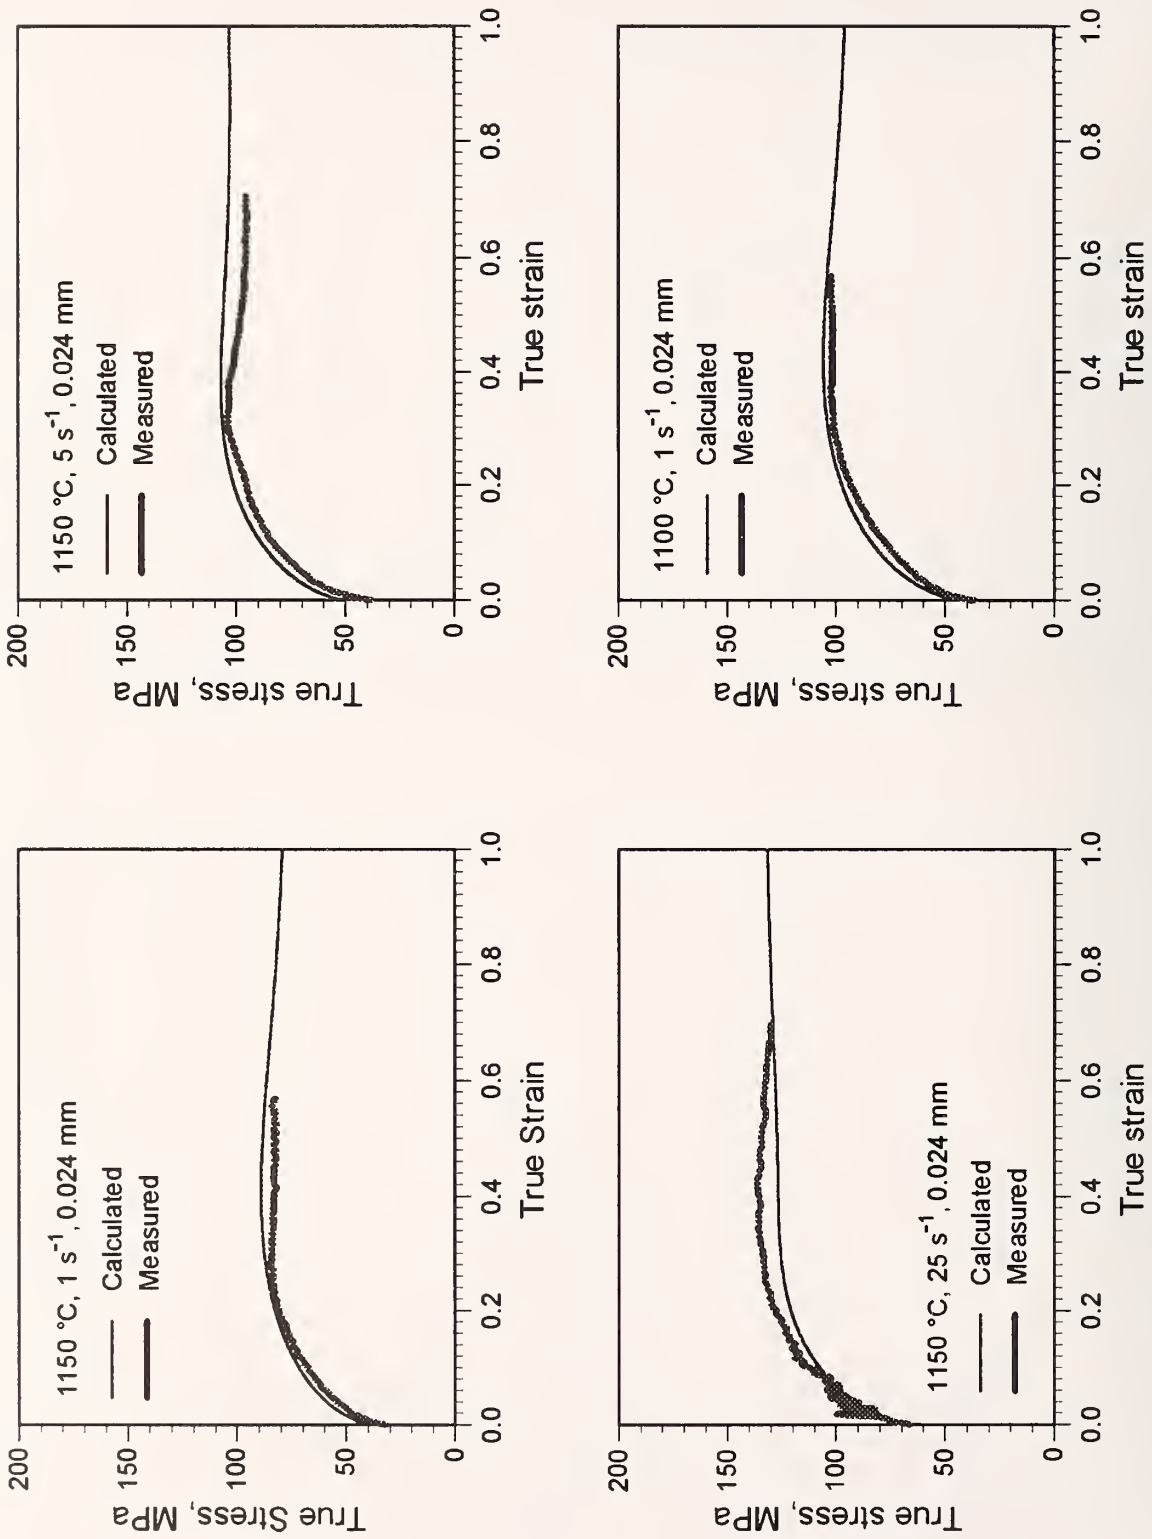 1150 °C, 1 s⁻¹, 0.024 mm
Calculated
Measured
True Stress, MPa
200
150
100
50
0
0.0 0.2 0.4 0.6 0.8 1.0
True Strain
1150 °C, 5 s⁻¹, 0.024 mm
Calculated
Measured
True stress, MPa
200
150
100
50
0
0.0 0.2 0.4 0.6 0.8 1.0
True strain
True stress, MPa
200
150
100
50
0
1150 °C, 25 s⁻¹, 0.024 mm
Calculated
Measured
0.0 0.2 0.4 0.6 0.8 1.0
True strain
1100 °C, 1 s⁻¹, 0.024 mm
Calculated
Measured
True stress, MPa
200
150
100
50
0
0.0 0.2 0.4 0.6 0.8 1.0
True strain